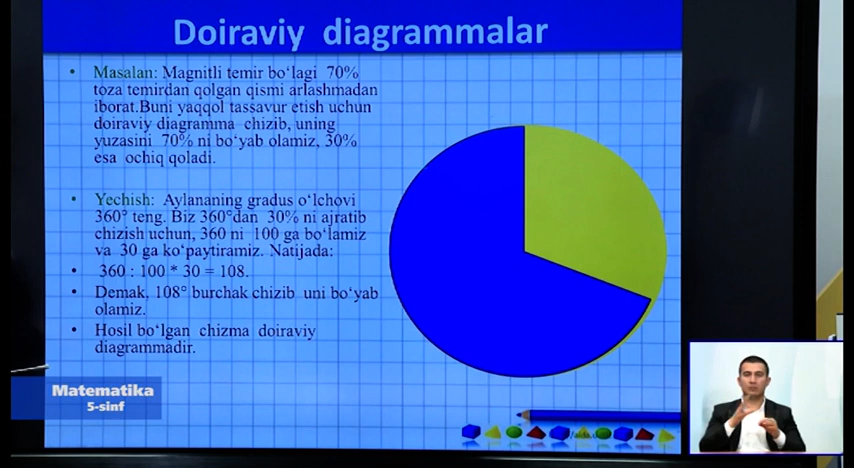 Doiraviy diagrammalar
• Masalan: Magnitli temir bo‘lagi 70%
toza temirdan qolgan qismi arlashmadan
iborat.Buni yaqqol tassavur etish uchun
doiraviy diagramma chizib, uning
yuzasini 70% ni bo‘yab olamiz, 30%
esa ochiq qoladi.
• Yechish: Aylananing gradus o‘lchovi
360° teng. Biz 360°dan 30% ni ajratib
chizish uchun, 360 ni 100 ga bo‘lamiz
va 30 ga ko‘paytiramiz. Natijada:
• 360 : 100 * 30 = 108.
• Demak, 108° burchak chizib uni bo‘yab
olamiz.
• Hosil bo‘lgan chizma doiraviy
diagrammadir.
Matematika
5-sinf